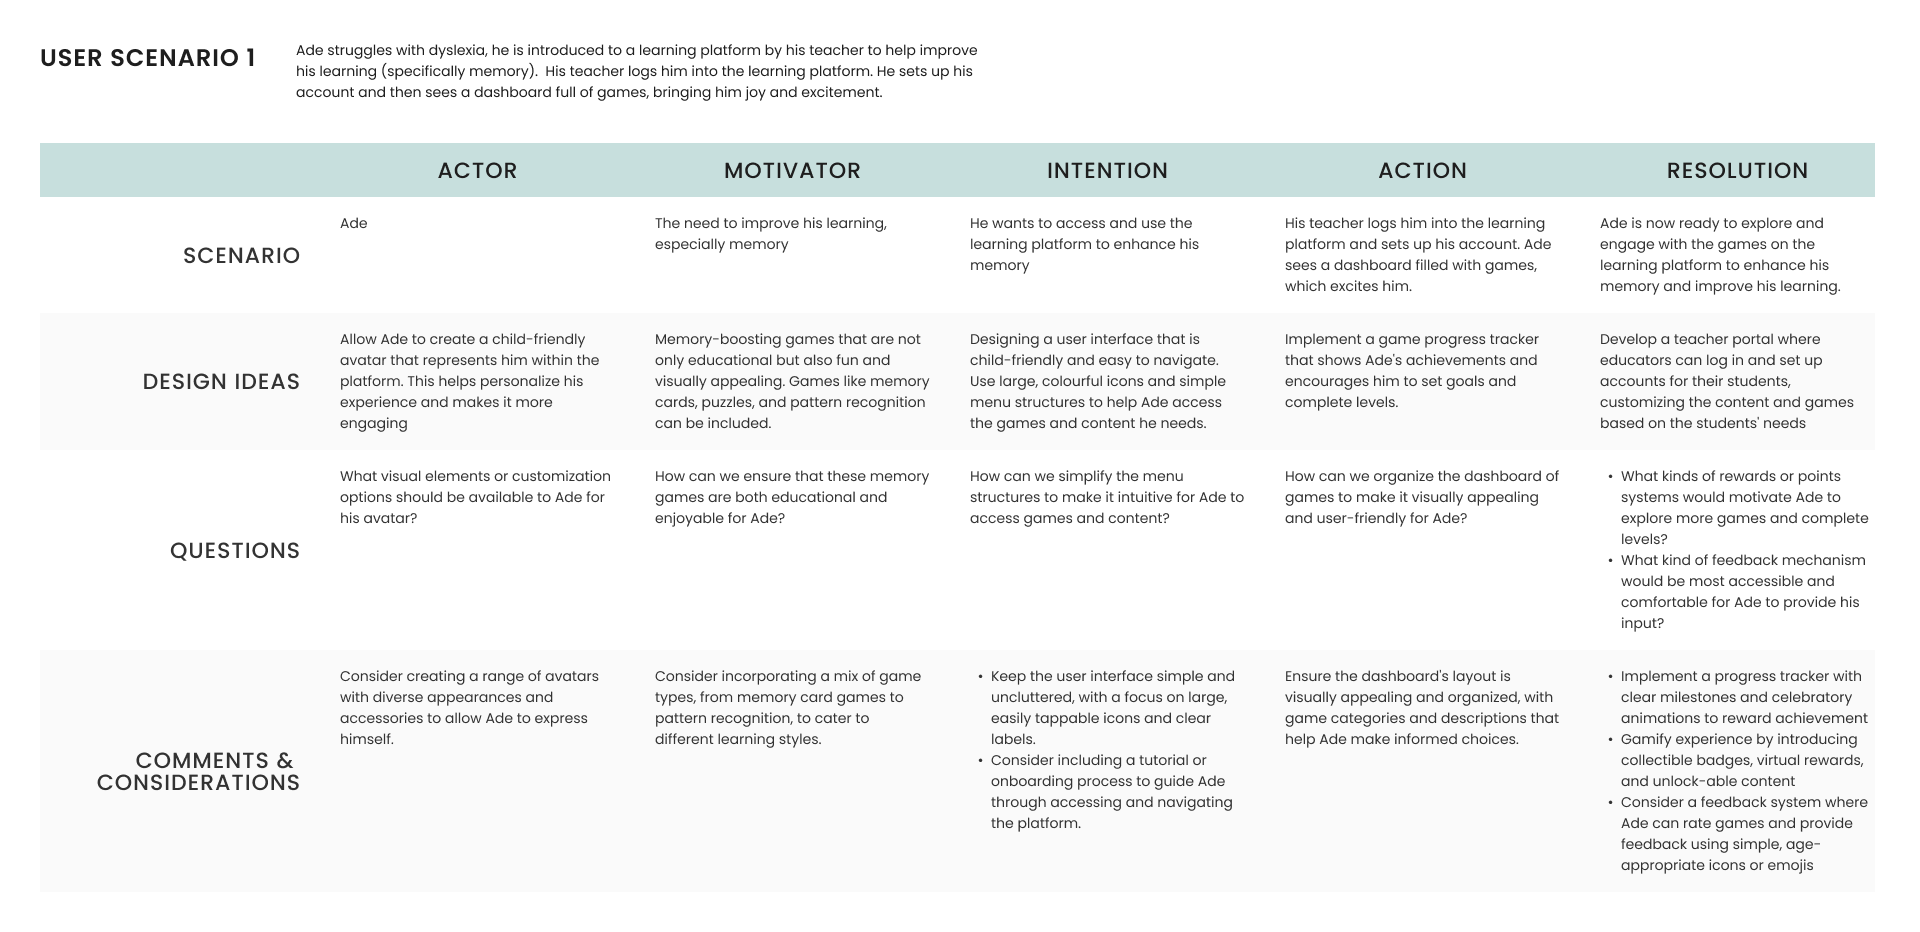 USER SCENARIO 1
Ade struggles with dyslexia, he is introduced to a learning platform by his teacher to help improve
his learning (specifically memory).  His teacher logs him into the learning platform. He sets up his
account and then sees a dashboard full of games, bringing him joy and excitement.
ACTOR
MOTIVATOR
INTENTION
ACTION
RESOLUTION
SCENARIO
Ade
The need to improve his learning,
especially memory
He wants to access and use the
learning platform to enhance his
memory
His teacher logs him into the learning
platform and sets up his account. Ade
sees a dashboard filled with games,
which excites him.
Ade is now ready to explore and
engage with the games on the
learning platform to enhance his
memory and improve his learning.
DESIGN IDEAS
Allow Ade to create a child-friendly
avatar that represents him within the
platform. This helps personalize his
experience and makes it more
engaging
Memory-boosting games that are not
only educational but also fun and
visually appealing. Games like memory
cards, puzzles, and pattern recognition
can be included.
Designing a user interface that is
child-friendly and easy to navigate.
Use large, colourful icons and simple
menu structures to help Ade access
the games and content he needs.
Implement a game progress tracker
that shows Ade's achievements and
encourages him to set goals and
complete levels.
Develop a teacher portal where
educators can log in and set up
accounts for their students,
customizing the content and games
based on the students' needs
QUESTIONS
What visual elements or customization
options should be available to Ade for
his avatar?
How can we ensure that these memory
games are both educational and
enjoyable for Ade?
How can we simplify the menu
structures to make it intuitive for Ade to
access games and content?
How can we organize the dashboard of
games to make it visually appealing
and user-friendly for Ade?
• What kinds of rewards or points
systems would motivate Ade to
explore more games and complete
levels?
• What kind of feedback mechanism
would be most accessible and
comfortable for Ade to provide his
input?
COMMENTS &
CONSIDERATIONS
Consider creating a range of avatars
with diverse appearances and
accessories to allow Ade to express
himself.
Consider incorporating a mix of game
types, from memory card games to
pattern recognition, to cater to
different learning styles.
• Keep the user interface simple and
uncluttered, with a focus on large,
easily tappable icons and clear
labels.
• Consider including a tutorial or
onboarding process to guide Ade
through accessing and navigating
the platform.
Ensure the dashboard's layout is
visually appealing and organized, with
game categories and descriptions that
help Ade make informed choices.
• Implement a progress tracker with
clear milestones and celebratory
animations to reward achievement
• Gamify experience by introducing
collectible badges, virtual rewards,
and unlock-able content
• Consider a feedback system where
Ade can rate games and provide
feedback using simple, age-
appropriate icons or emojis